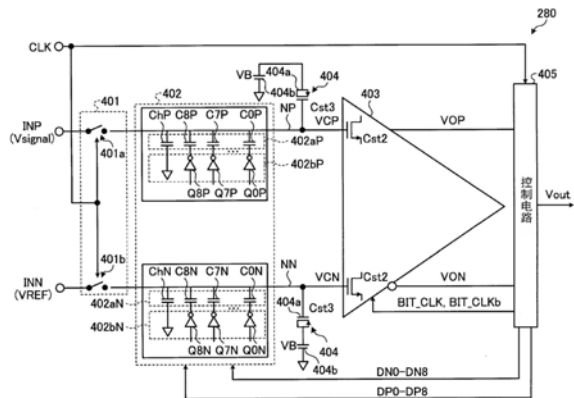 280
CLK
404a
404
405
VB
404b
401
402
Cst3
403
ChP C8P C7P C0P
NP
VCP
VOP
INP
(Vsignal)
401a
402aP
Cst2
...
402bP
Q8P Q7P Q0P
控制电路
Vout
401b
ChN C8N C7N C0N
NN
VCN
Cst2
VON
INN
(VREF)
404a
Cst3
BIT_CLK, BIT_CLKb
402aN
...
402bN
404
VB
404b
Q8N Q7N Q0N
DN0-DN8
DP0-DP8